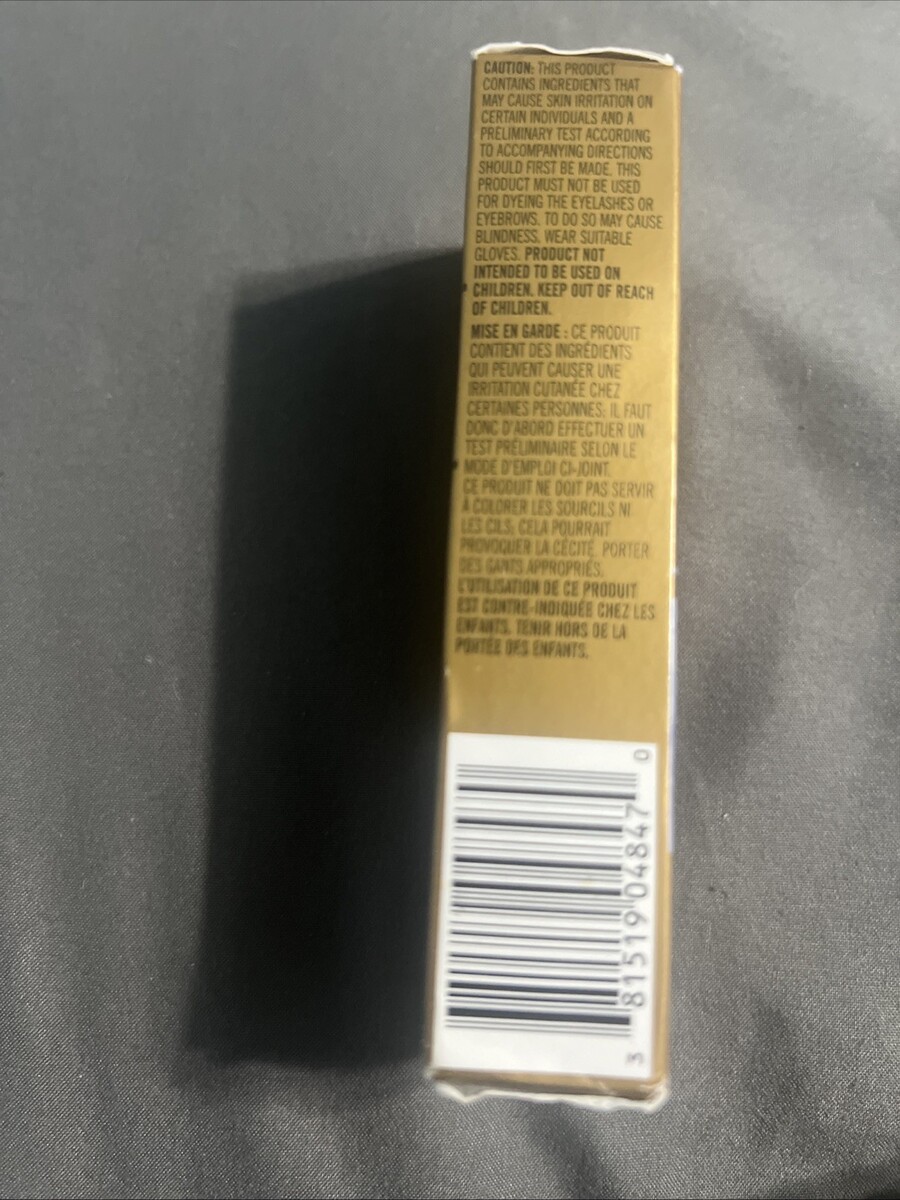 CAUTION: THIS PRODUCT
CONTAINS INGREDIENTS THAT
MAY CAUSE SKIN IRRITATION ON
CERTAIN INDIVIDUALS AND A
PRELIMINARY TEST ACCORDING
TO ACCOMPANYING DIRECTIONS
SHOULD FIRST BE MADE. THIS
PRODUCT MUST NOT BE USED
FOR DYEING THE EYELASHES OR
EYEBROWS. TO DO SO MAY CAUSE
BLINDNESS. WEAR SUITABLE
GLOVES. PRODUCT NOT
INTENDED TO BE USED ON
CHILDREN. KEEP OUT OF REACH
OF CHILDREN.
MISE EN GARDE : CE PRODUIT
CONTIENT DES INGRÉDIENTS
QUI PEUVENT CAUSER UNE
IRRITATION CUTANÉE CHEZ
CERTAINES PERSONNES; IL FAUT
DONC D'ABORD EFFECTUER UN
TEST PRÉLIMINAIRE SELON LE
MODE D'EMPLOI CI-JOINT.
CE PRODUIT NE DOIT PAS SERVIR
À COLORER LES SOURCILS NI
LES CILS; CELA POURRAIT
PROVOQUER LA CÉCITÉ. PORTER
DES GANTS APPROPRIÉS.
L'UTILISATION DE CE PRODUIT
EST CONTRE-INDIQUÉE CHEZ LES
ENFANTS. TENIR HORS DE LA
PORTÉE DES ENFANTS.
3 81519 04847 0